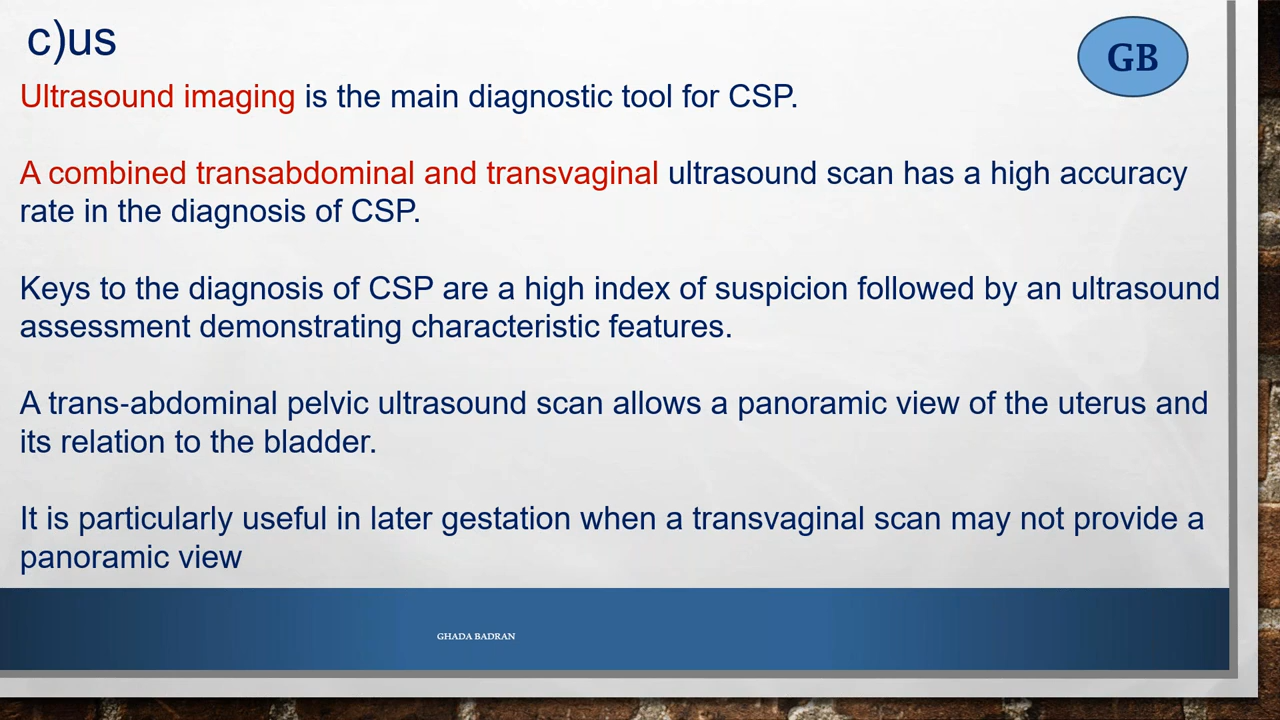 c)us
GB
Ultrasound imaging is the main diagnostic tool for CSP.
A combined transabdominal and transvaginal ultrasound scan has a high accuracy
rate in the diagnosis of CSP.
Keys to the diagnosis of CSP are a high index of suspicion followed by an ultrasound
assessment demonstrating characteristic features.
A trans-abdominal pelvic ultrasound scan allows a panoramic view of the uterus and
its relation to the bladder.
It is particularly useful in later gestation when a transvaginal scan may not provide a
panoramic view
GHADA BADRAN